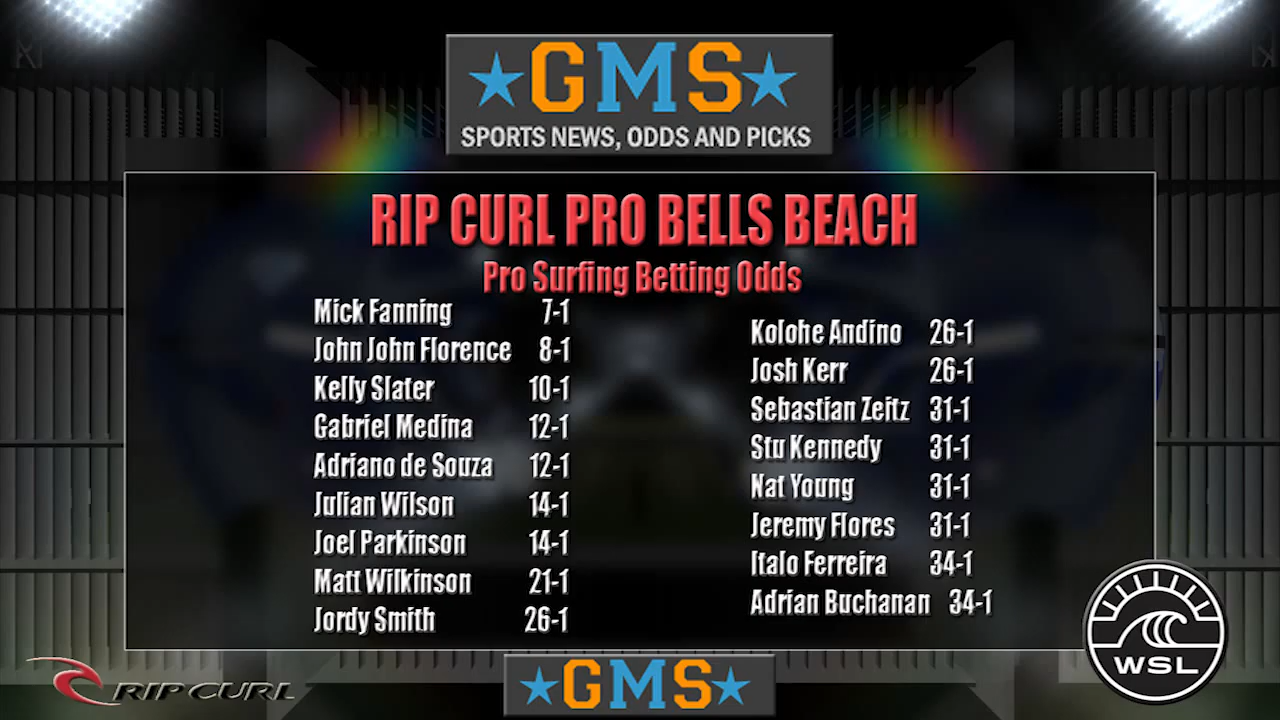 GMS
SPORTS NEWS, ODDS AND PICKS
RIP CURL PRO BELLS BEACH
Pro Surfing Betting Odds
Mick Fanning 7-1
John John Florence 8-1
Kelly Slater 10-1
Gabriel Medina 12-1
Adriano de Souza 12-1
Julian Wilson 14-1
Joel Parkinson 14-1
Matt Wilkinson 21-1
Jordy Smith 26-1
Kolohe Andino 26-1
Josh Kerr 26-1
Sebastian Zeitz 31-1
Stu Kennedy 31-1
Nat Young 31-1
Jeremy Flores 31-1
Italo Ferreira 34-1
Adrian Buchanan 34-1
RIP CURL
GMS
WSL